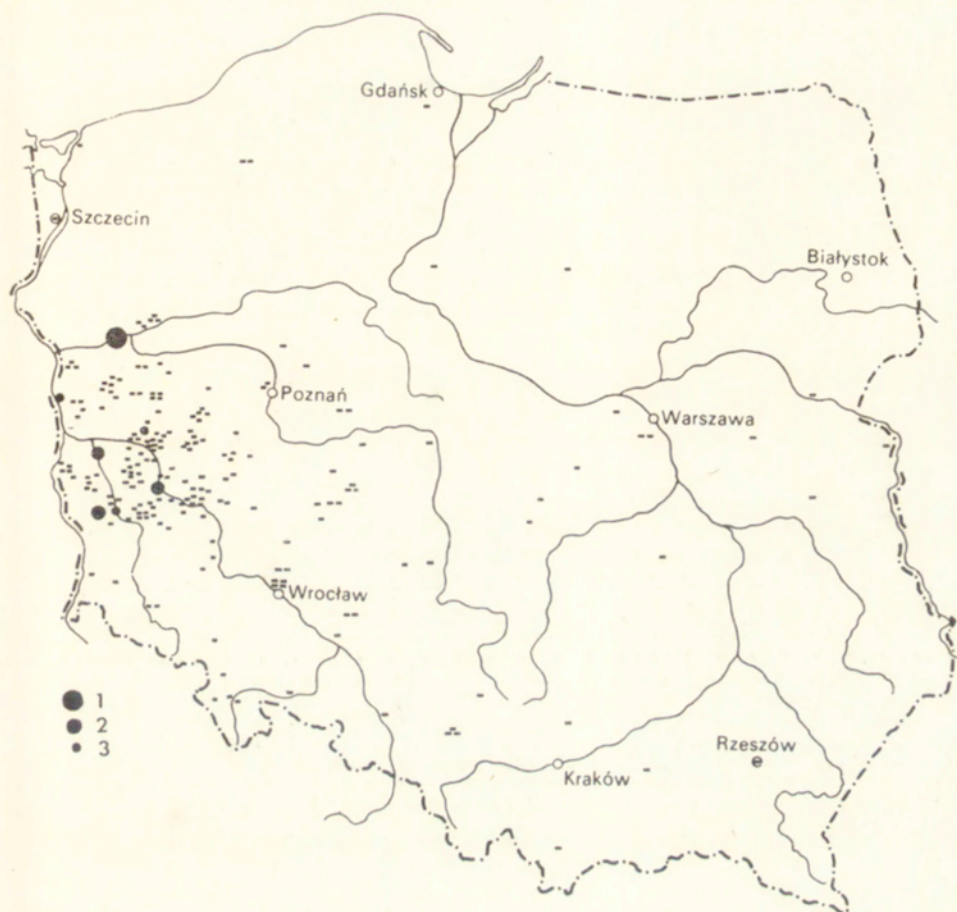 Gdańsk
Szczecin
Białystok
Poznań
Warszawa
Wrocław
1
2
3
Rzeszów
Kraków